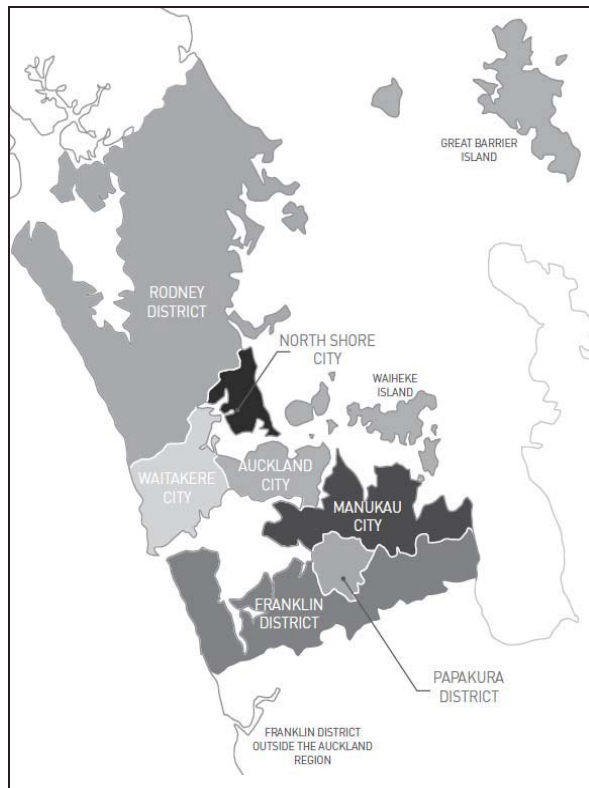 GREAT BARRIER
ISLAND
RODNEY
DISTRICT
NORTH SHORE
CITY
WAIHEKE
ISLAND
AUCKLAND
CITY
WAITAKERE
CITY
MANUKAU
CITY
FRANKLIN
DISTRICT
PAPAKURA
DISTRICT
FRANKLIN DISTRICT
OUTSIDE THE AUCKLAND
REGION